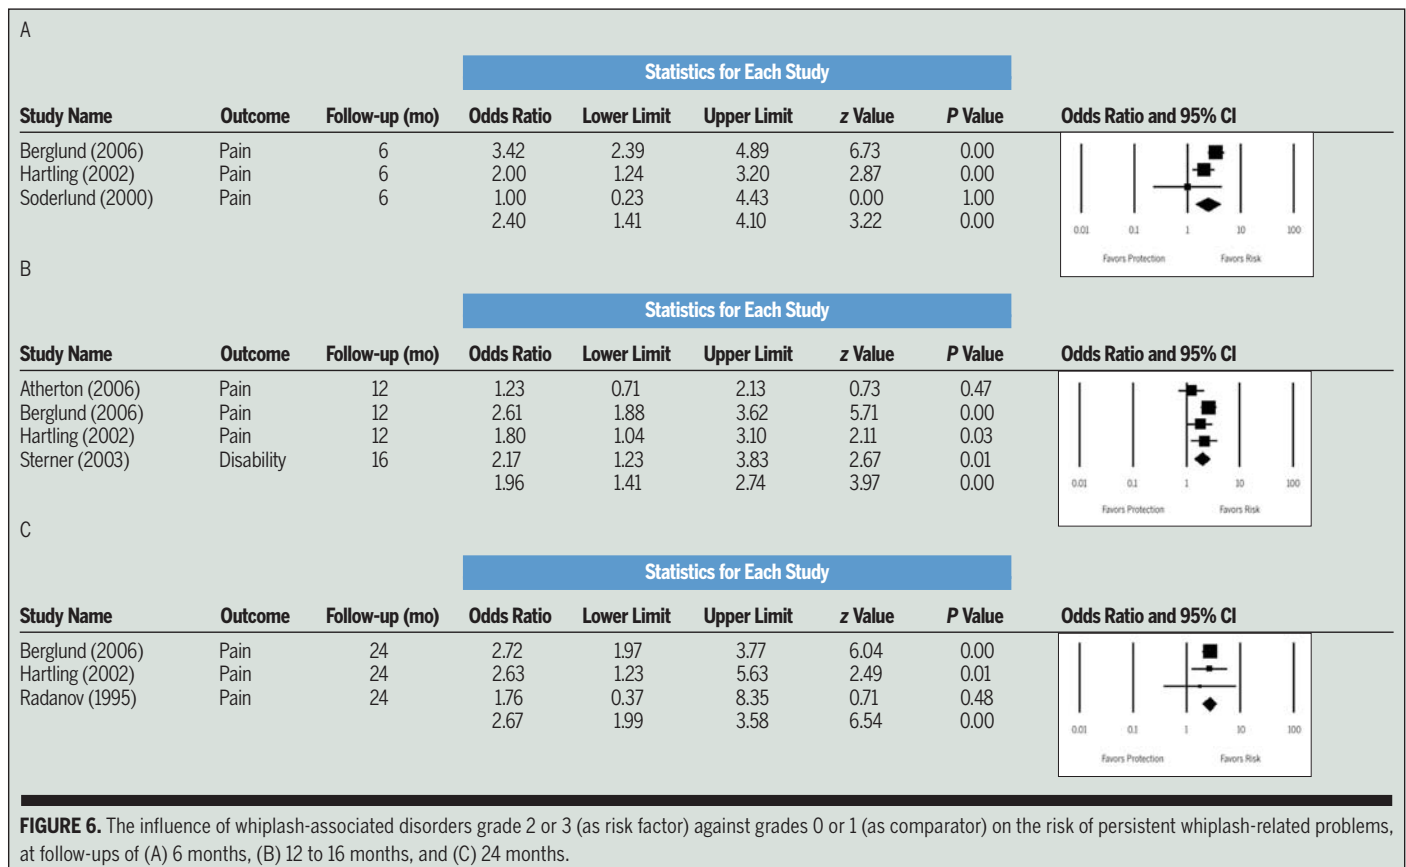 A
Statistics for Each Study
Study Name Outcome Follow-up (mo) Odds Ratio Lower Limit Upper Limit z Value P Value Odds Ratio and 95% CI
Berglund (2006) Pain 6 3.42 2.39 4.89 6.73 0.00
Hartling (2002) Pain 6 2.00 1.24 3.20 2.87 0.00
Soderlund (2000) Pain 6 1.00 0.23 4.43 0.00 1.00
2.40 1.41 4.10 3.22 0.00
0.01 0.1 1 10 100
Favors Protection Favors Risk
B
Statistics for Each Study
Study Name Outcome Follow-up (mo) Odds Ratio Lower Limit Upper Limit z Value P Value Odds Ratio and 95% CI
Atherton (2006) Pain 12 1.23 0.71 2.13 0.73 0.47
Berglund (2006) Pain 12 2.61 1.88 3.62 5.71 0.00
Hartling (2002) Pain 12 1.80 1.04 3.10 2.11 0.03
Sterner (2003) Disability 16 2.17 1.23 3.83 2.67 0.01
1.96 1.41 2.74 3.97 0.00
0.01 0.1 1 10 100
Favors Protection Favors Risk
C
Statistics for Each Study
Study Name Outcome Follow-up (mo) Odds Ratio Lower Limit Upper Limit z Value P Value Odds Ratio and 95% CI
Berglund (2006) Pain 24 2.72 1.97 3.77 6.04 0.00
Hartling (2002) Pain 24 2.63 1.23 5.63 2.49 0.01
Radanov (1995) Pain 24 1.76 0.37 8.35 0.71 0.48
2.67 1.99 3.58 6.54 0.00
0.01 0.1 1 10 100
Favors Protection Favors Risk
FIGURE 6. The influence of whiplash-associated disorders grade 2 or 3 (as risk factor) against grades 0 or 1 (as comparator) on the risk of persistent whiplash-related problems,
at follow-ups of (A) 6 months, (B) 12 to 16 months, and (C) 24 months.